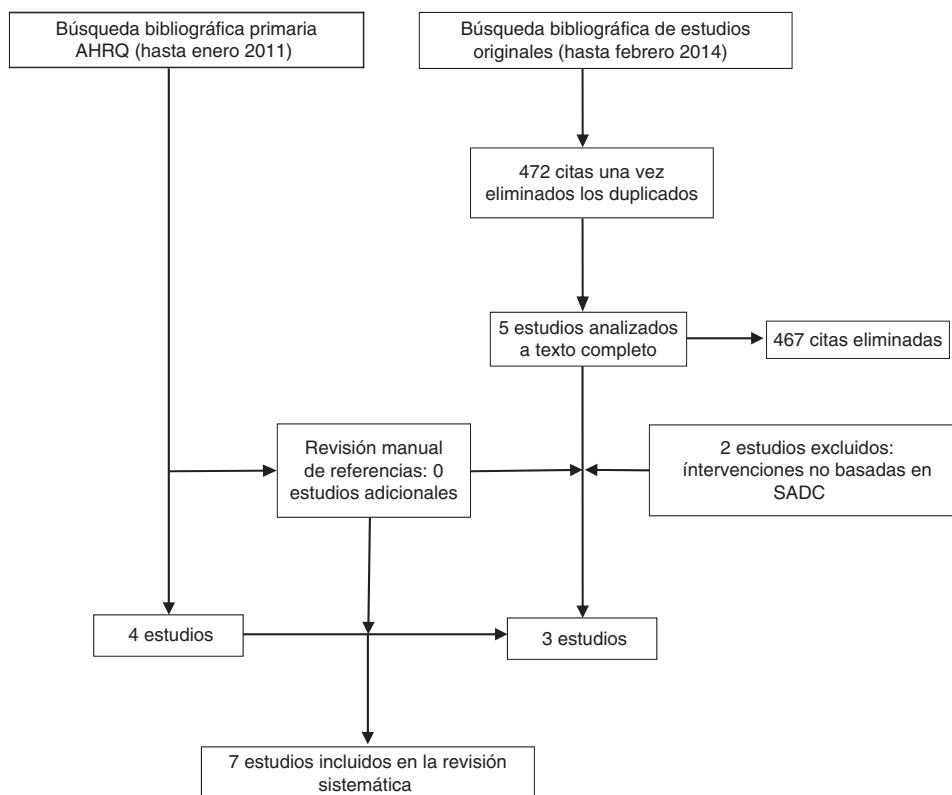 Búsqueda bibliográfica primaria
AHRQ (hasta enero 2011)
Búsqueda bibliográfica de estudios
originales (hasta febrero 2014)
472 citas una vez
eliminados los duplicados
5 estudios analizados
a texto completo
467 citas eliminadas
Revisión manual
de referencias: 0
estudios adicionales
2 estudios excluidos:
íntervenciones no basadas en
SADC
4 estudios
3 estudios
7 estudios incluidos en la revisión
sistemática